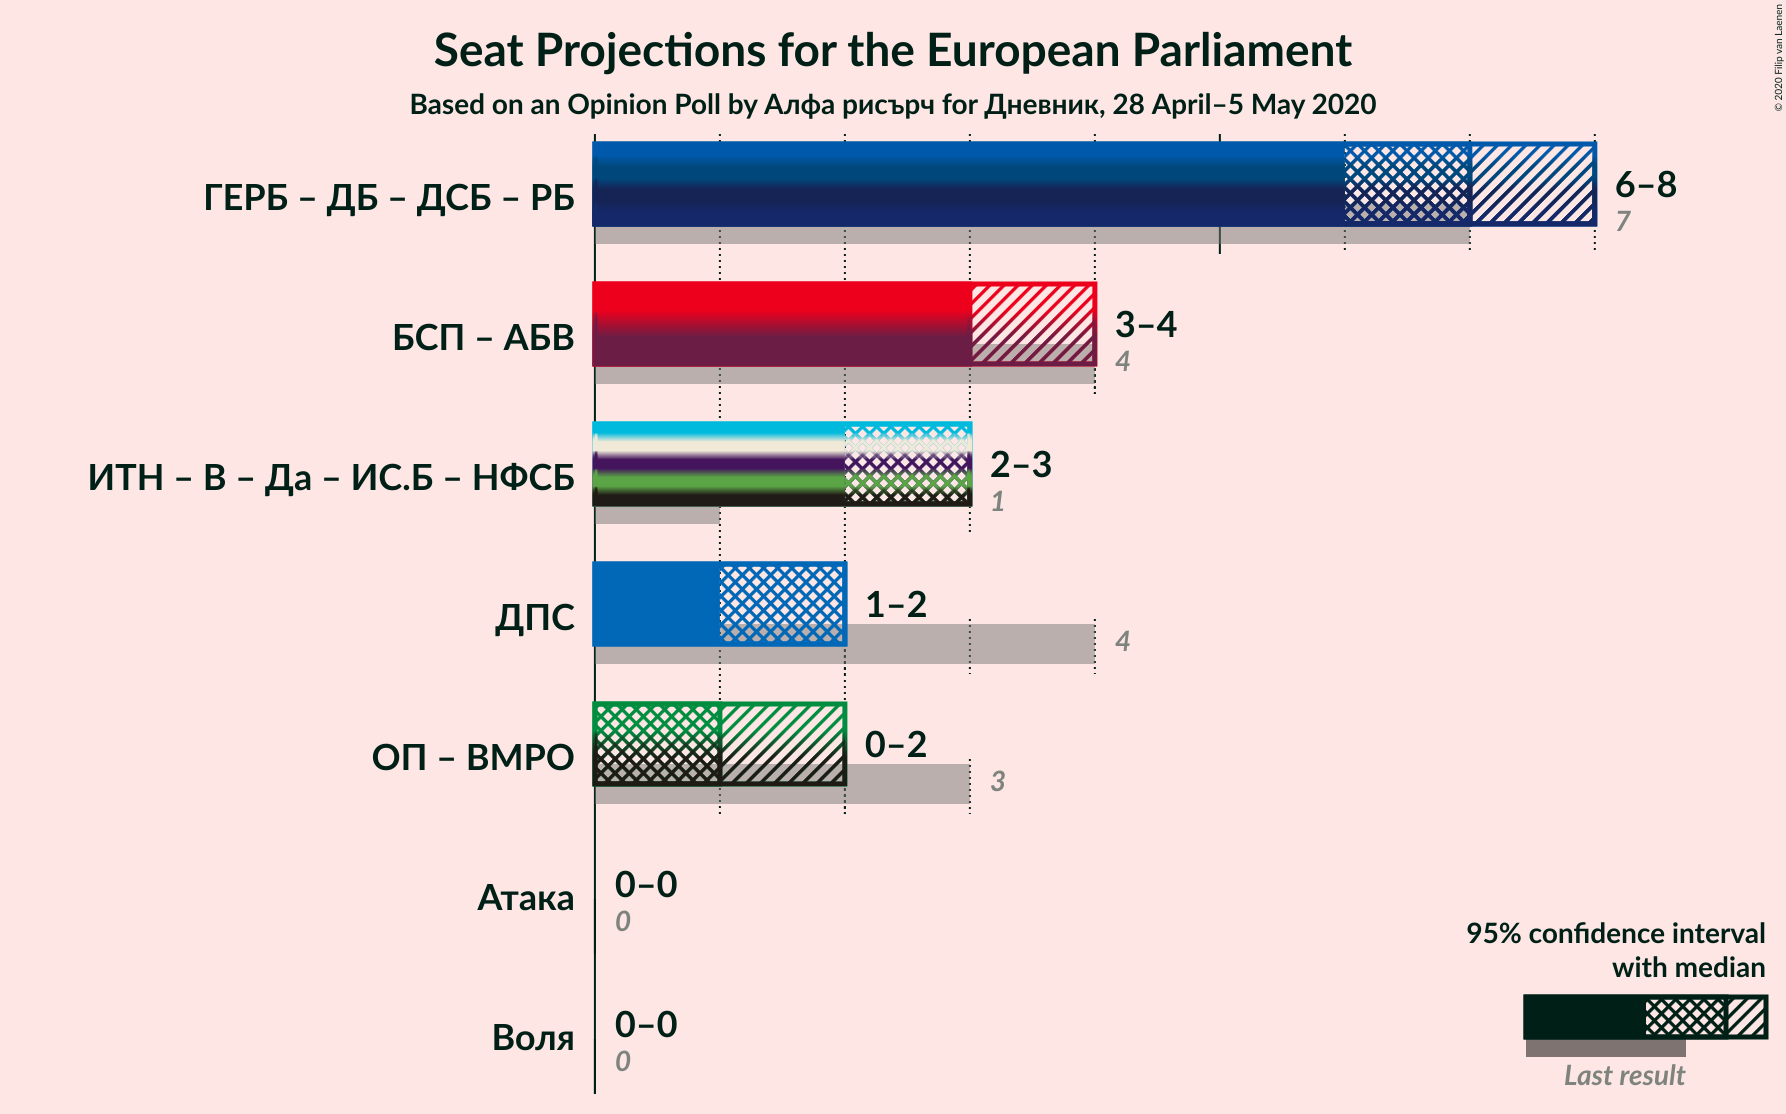 Seat Projections for the European Parliament
Based on an Opinion Poll by Алфа рисърч for Дневник, 28 April–5 May 2020
© 2020 Filip van Laenen
ГЕРБ – ДБ – ДСБ – РБ
6–8
7
БСП – АБВ
3–4
4
ИТН – В – Да – ИС.Б – НФСБ
2–3
1
ДПС
1–2
4
ОП – ВМРО
0–2
3
Атака
0–0
0
Воля
0–0
0
95% confidence interval
with median
Last result